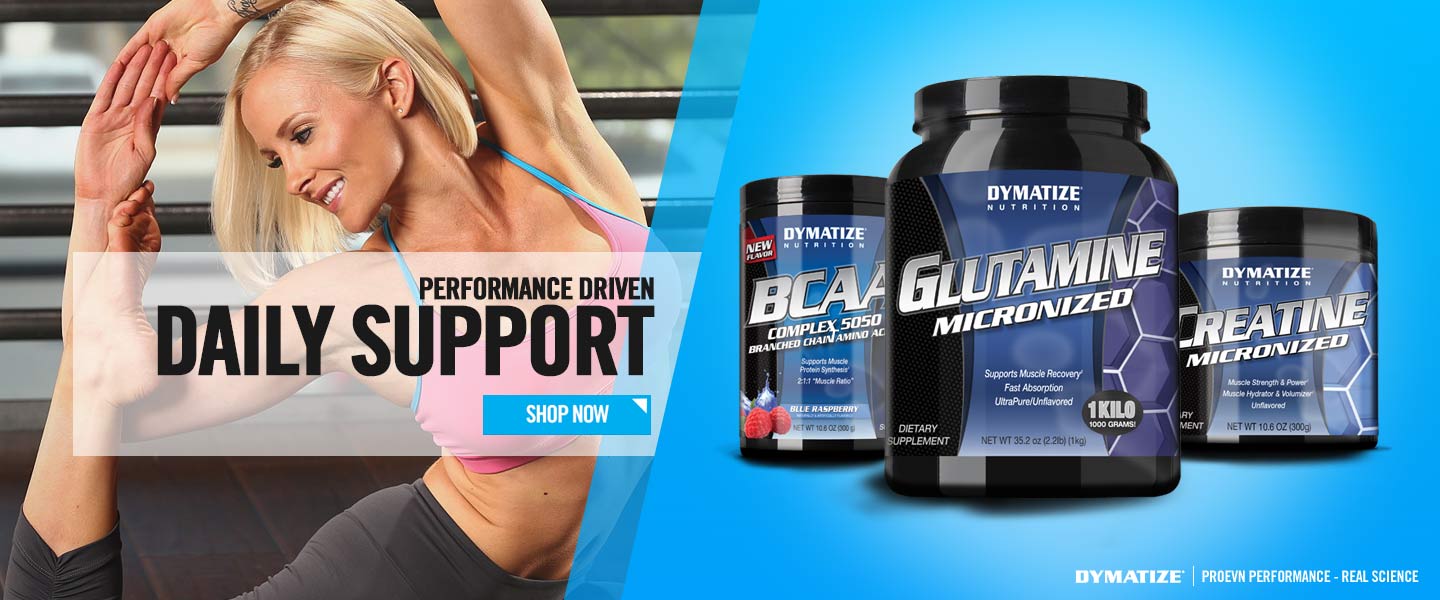 PERFORMANCE DRIVEN
DAILY SUPPORT
SHOP NOW
NEW
FLAVOR
DYMATIZE
NUTRITION
BCAA
COMPLEX 5050
BRANCHED CHAIN AMINO AC
Supports Muscle
Protein Synthesis
2:1:1 "Muscle Ratio"
BLUE RASPBERRY
NET WT 10.6 OZ (300 g)
DYMATIZE
NUTRITION
GLUTAMINE
MICRONIZED
Supports Muscle Recovery
Fast Absorption
UltraPure/Unflavored
1 KILO
1000 GRAMS!
DIETARY
SUPPLEMENT
NET WT 35.2 oz (2.2lb) (1kg)
DYMATIZE
NUTRITION
CREATINE
MICRONIZED
Muscle Strength & Power
Muscle Hydrator & Volumizer
Unflavored
ARY
MENT
NET WT 10.6 OZ (300g)
DYMATIZE | PROEVN PERFORMANCE - REAL SCIENCE